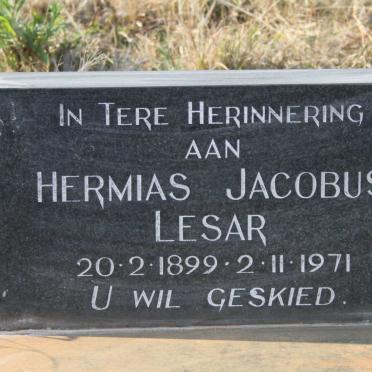 IN TERE HERINNERING
AAN
HERMIAS JACOBUS
LESAR
20·2·1899·2·11·1971
U WIL GESKIED.